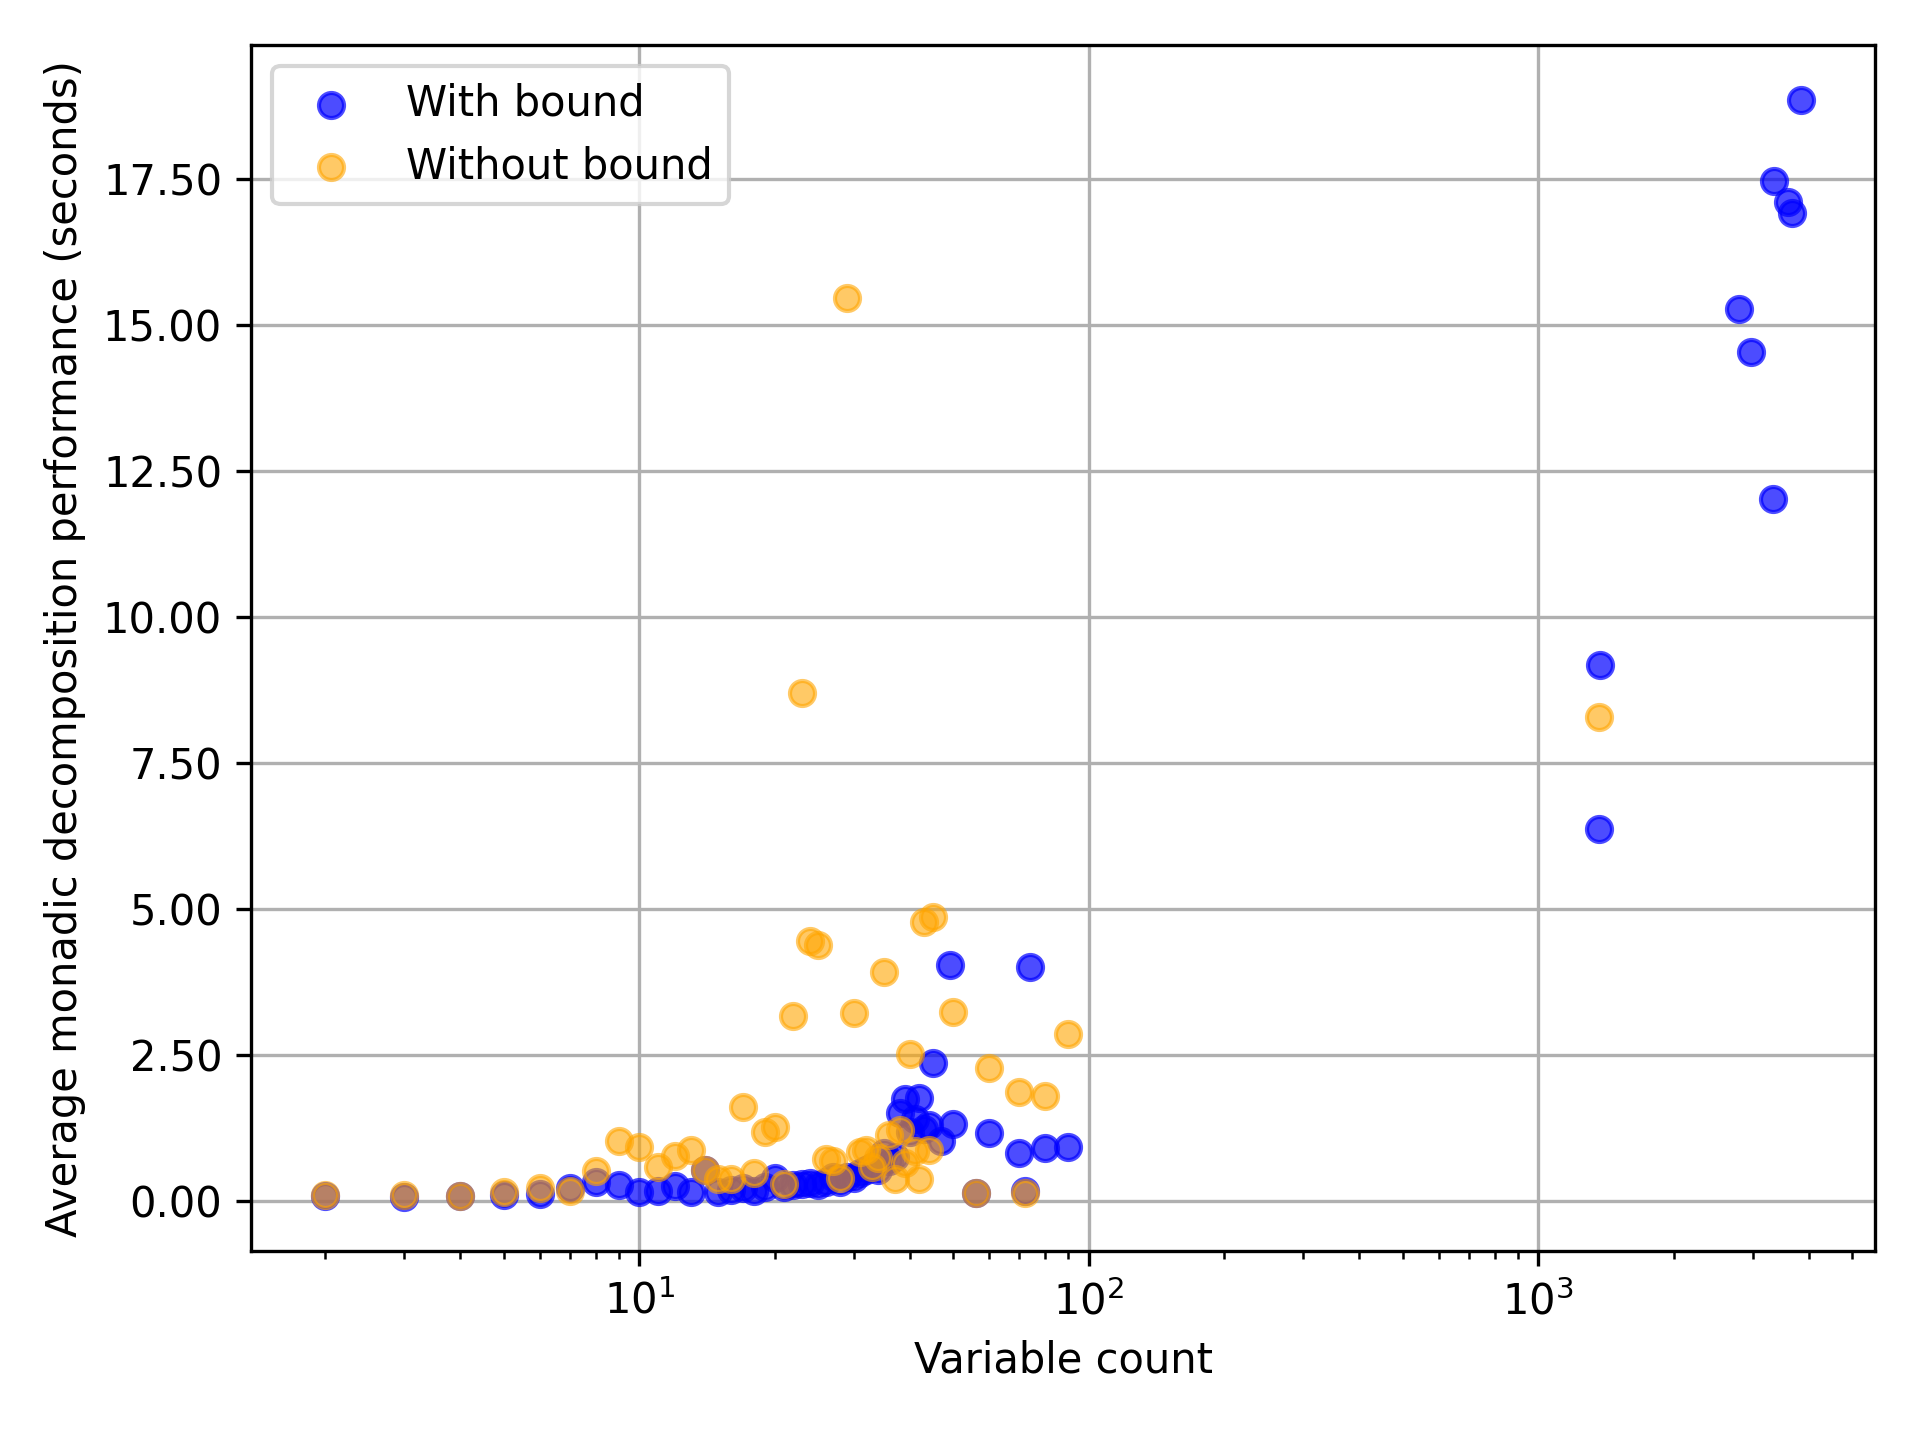 With bound
Without bound
Average monadic decomposition performance (seconds)
17.50
15.00
12.50
10.00
7.50
5.00
2.50
0.00
10¹ 10² 10³
Variable count